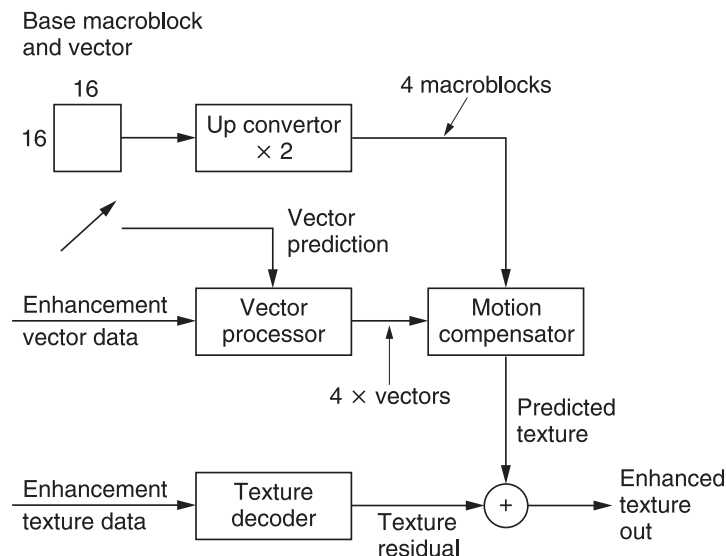 Base macroblock
and vector
16
16
Up convertor
× 2
4 macroblocks
Vector
prediction
Enhancement
vector data
Vector
processor
Motion
compensator
4 × vectors
Predicted
texture
Enhancement
texture data
Texture
decoder
Texture
residual
+
Enhanced
texture
out